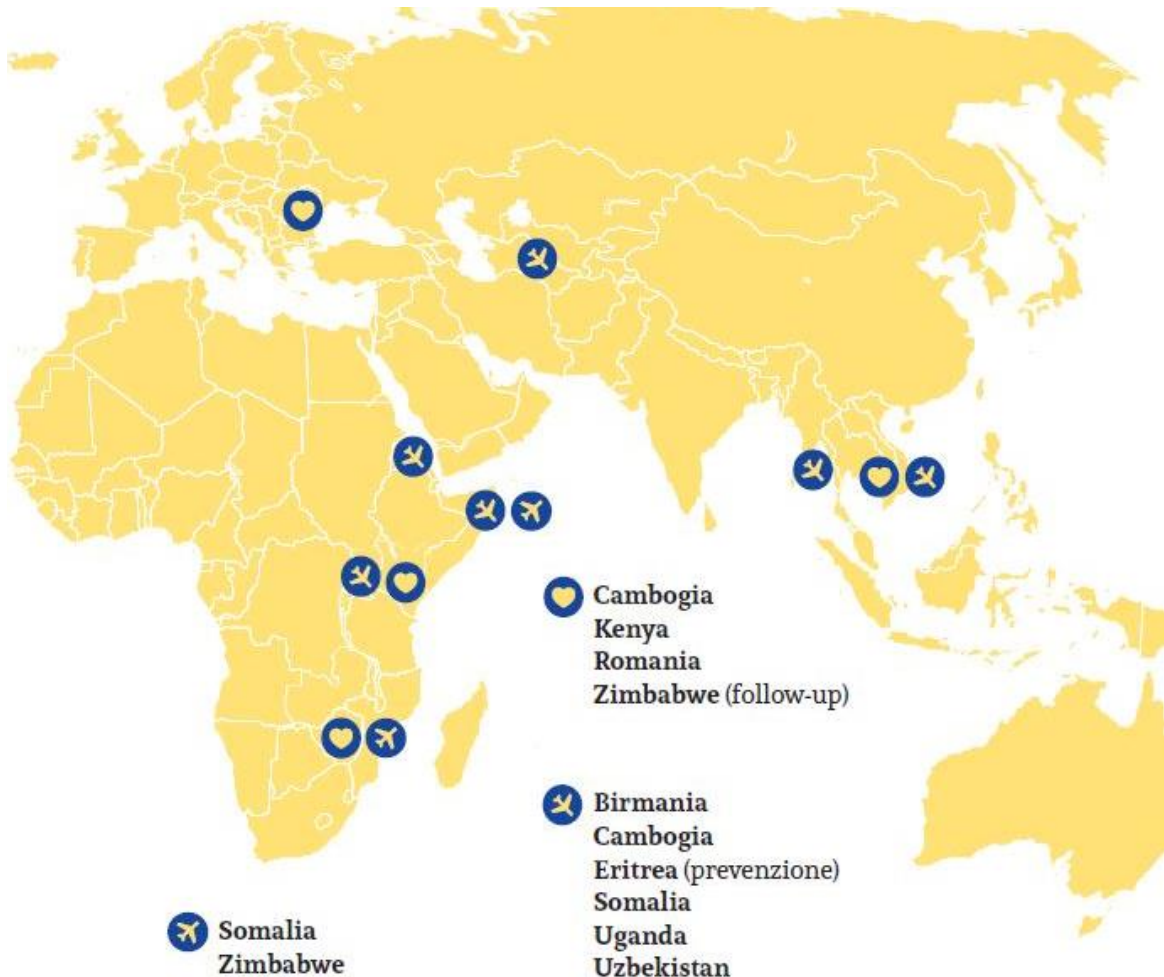 Cambogia
Kenya
Romania
Zimbabwe (follow-up)
Birmania
Cambogia
Eritrea (prevenzione)
Somalia
Uganda
Uzbekistan
Somalia
Zimbabwe